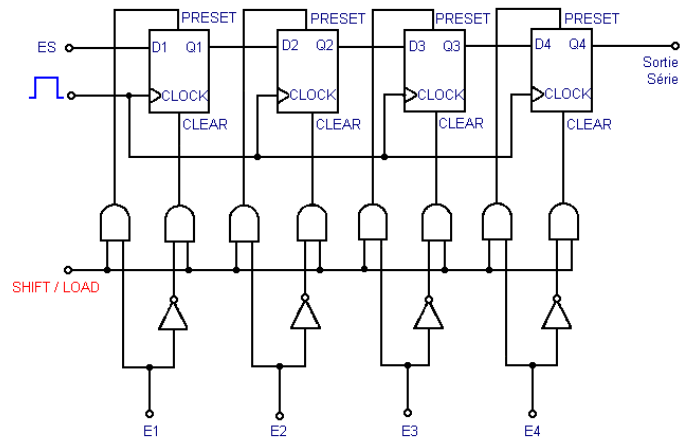 PRESET PRESET PRESET PRESET
ES D1 Q1 D2 Q2 D3 Q3 D4 Q4
Sortie
Série
CLOCK CLOCK CLOCK CLOCK
CLEAR CLEAR CLEAR CLEAR
SHIFT / LOAD
E1 E2 E3 E4